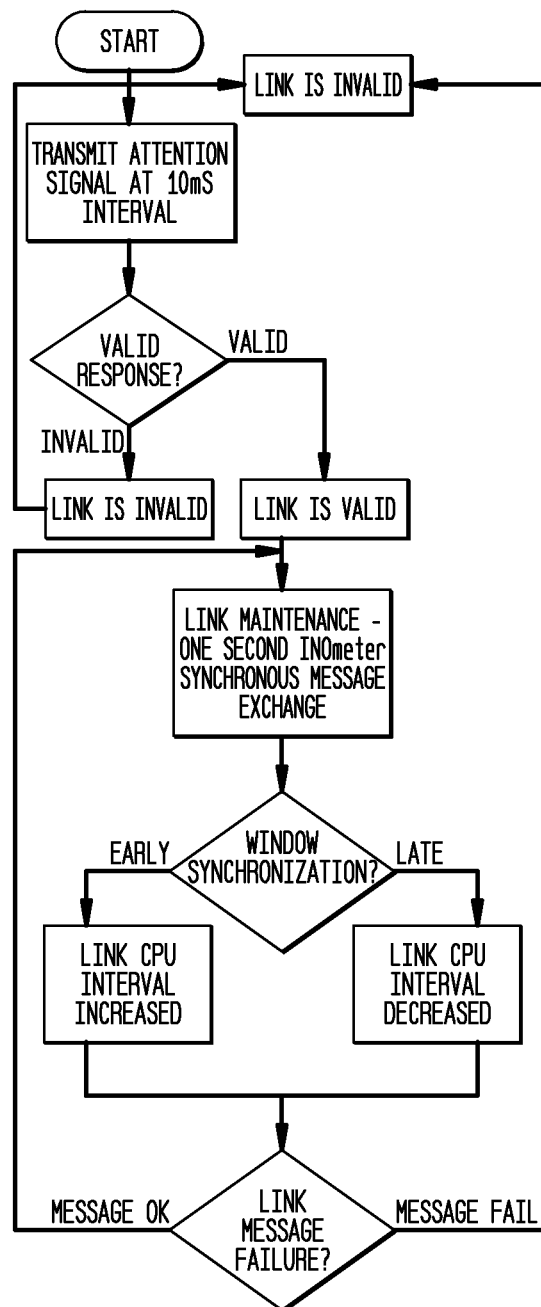 START
LINK IS INVALID
TRANSMIT ATTENTION
SIGNAL AT 10mS
INTERVAL
VALID
RESPONSE?
VALID
INVALID
LINK IS INVALID
LINK IS VALID
LINK MAINTENANCE -
ONE SECOND INOmeter
SYNCHRONOUS MESSAGE
EXCHANGE
WINDOW
SYNCHRONIZATION?
EARLY
LATE
LINK CPU
INTERVAL
INCREASED
LINK CPU
INTERVAL
DECREASED
LINK
MESSAGE
FAILURE?
MESSAGE OK
MESSAGE FAIL